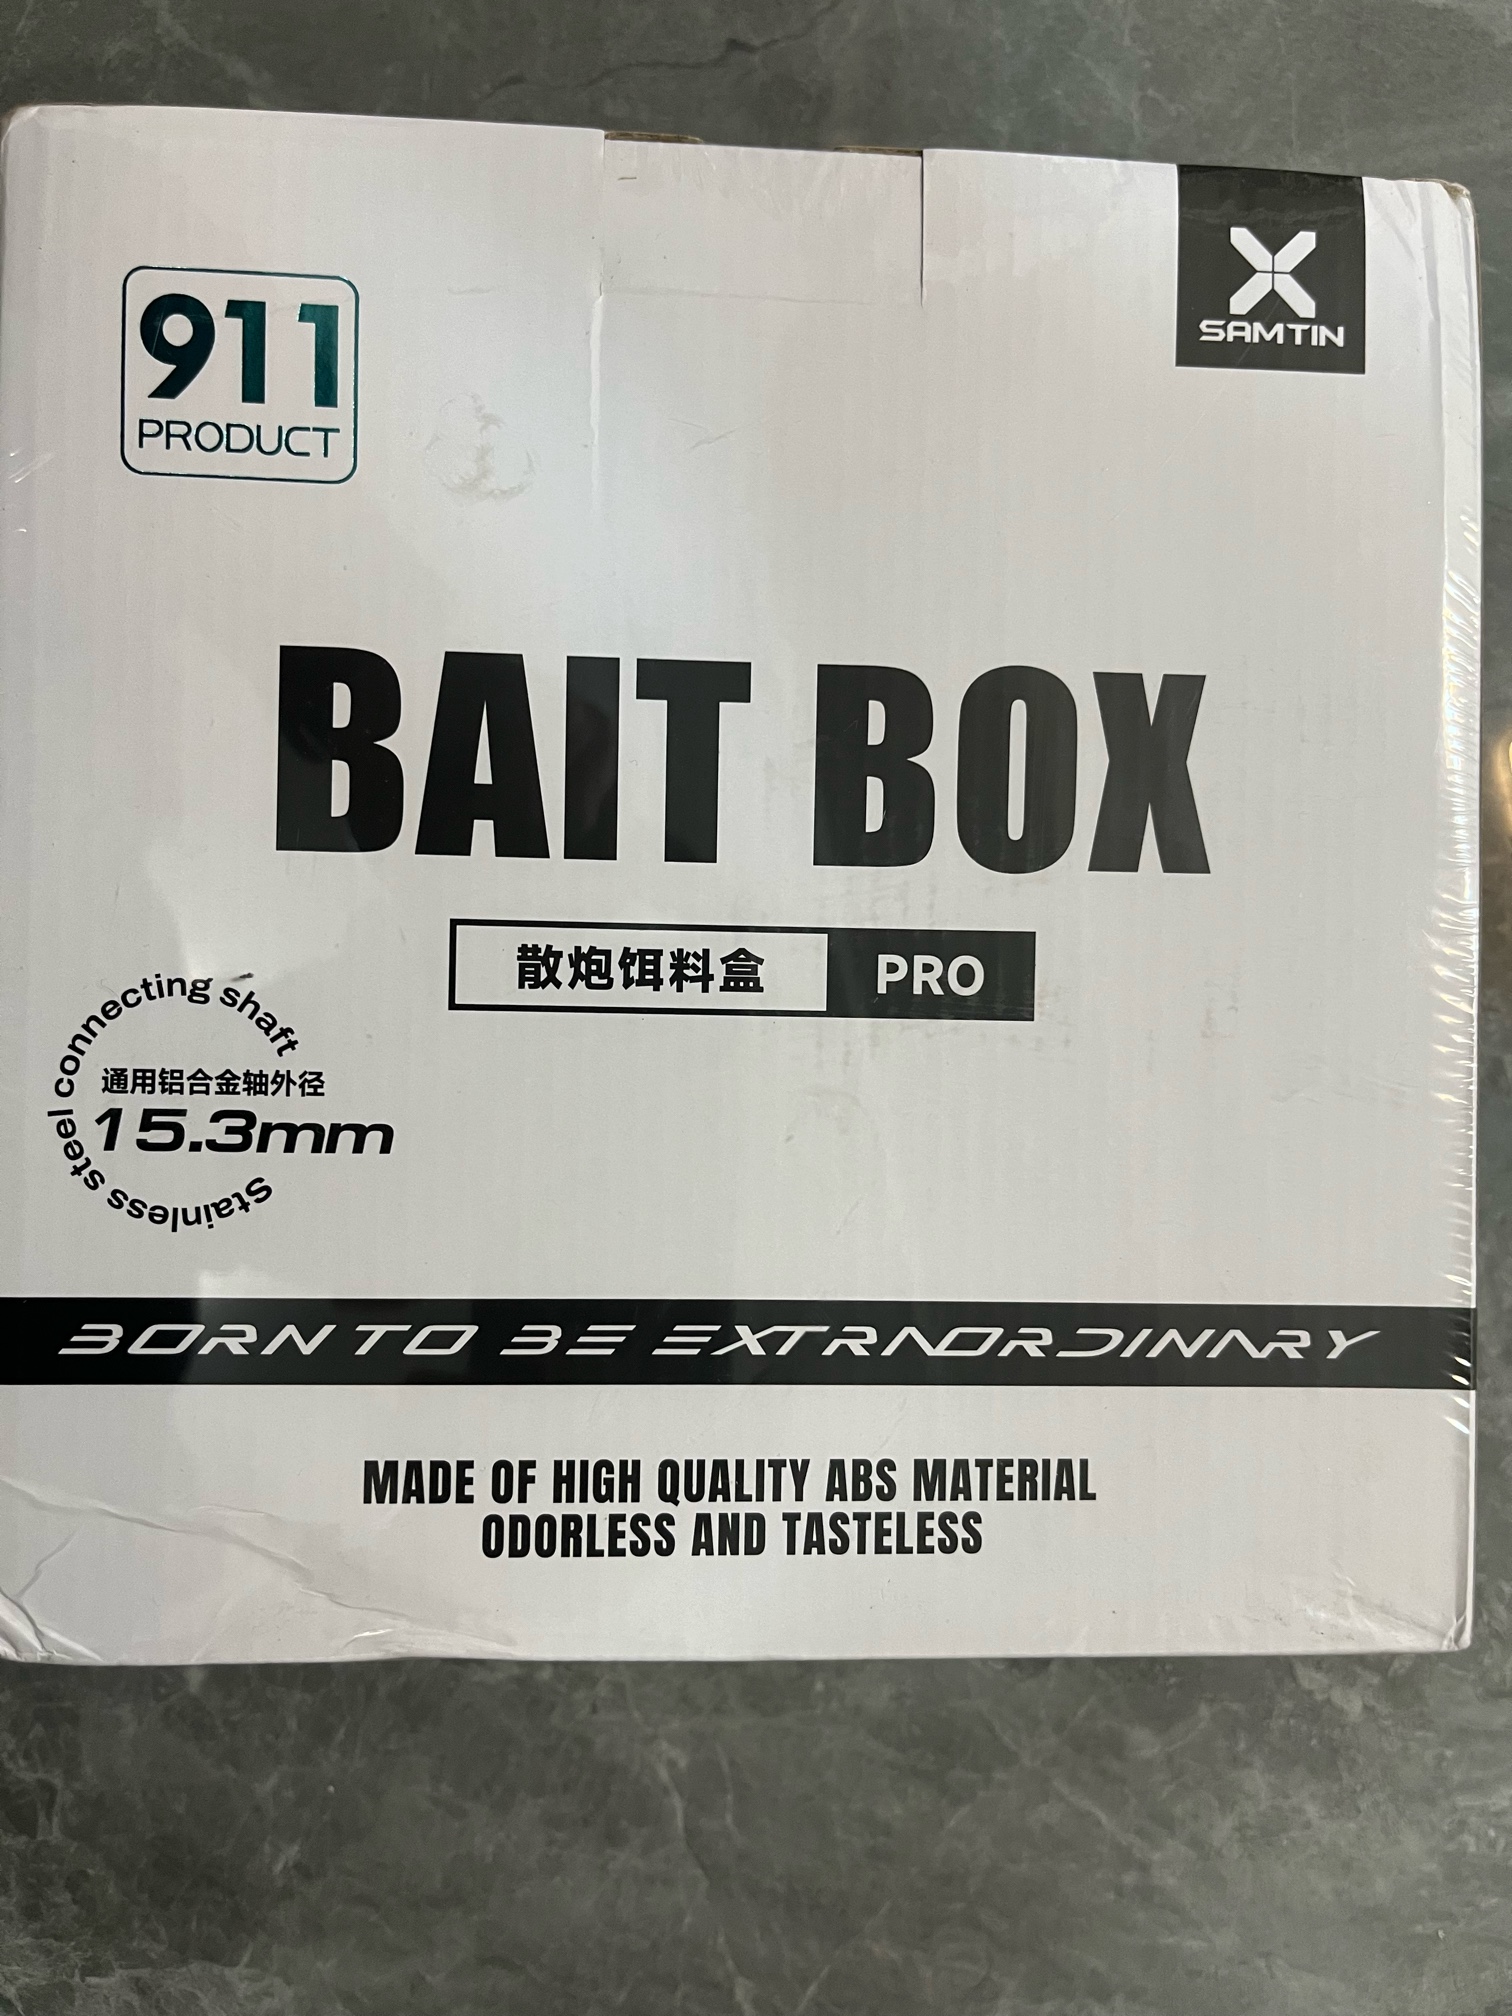 911
PRODUCT
SAMTIN
BAIT BOX
散炮饵料盒 PRO
Stainless steel connecting shaft
通用铝合金轴外径
15.3mm
BORN TO BE EXTRAORDINARY
MADE OF HIGH QUALITY ABS MATERIAL
ODORLESS AND TASTELESS